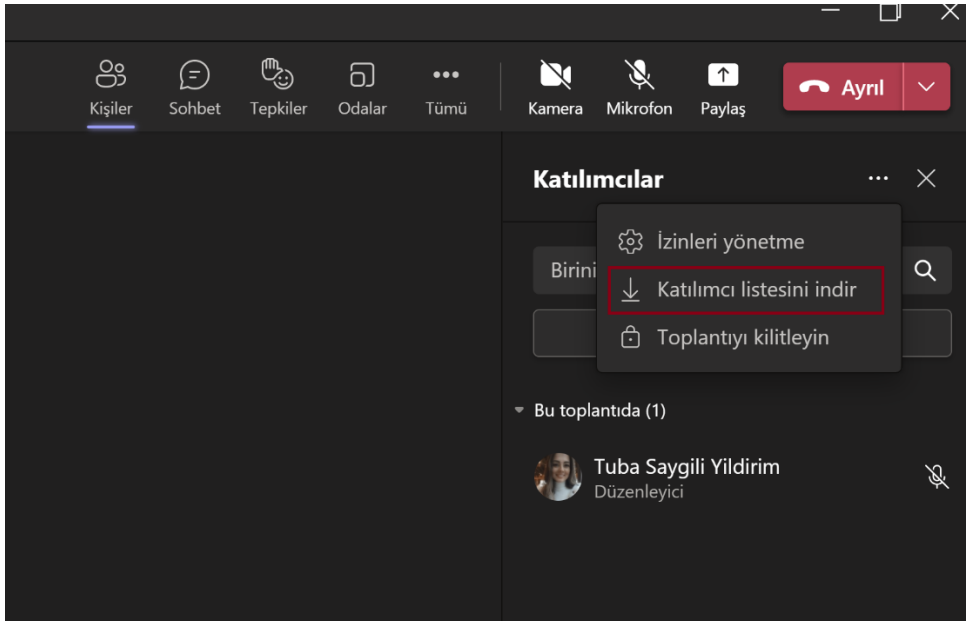 Kişiler Sohbet Tepkiler Odalar Tümü Kamera Mikrofon Paylaş Ayrıl
Katılımcılar
İzinleri yönetme
Birini
Katılımcı listesini indir
Toplantıyı kilitleyin
Bu toplantıda (1)
Tuba Saygili Yildirim
Düzenleyici